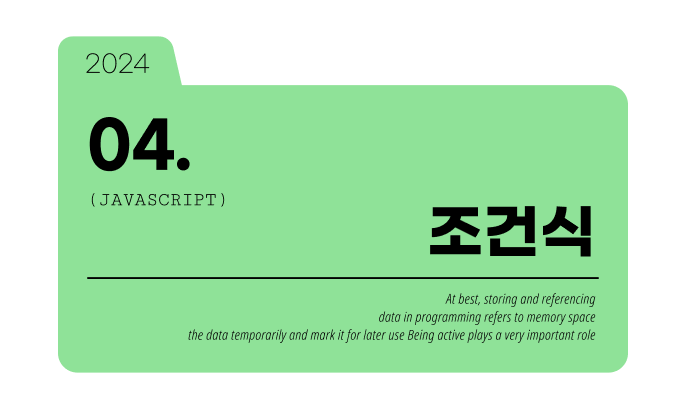 2024
04.
(JAVASCRIPT)
조건식
At best, storing and referencing
data in programming refers to memory space
the data temporarily and mark it for later use Being active plays a very important role